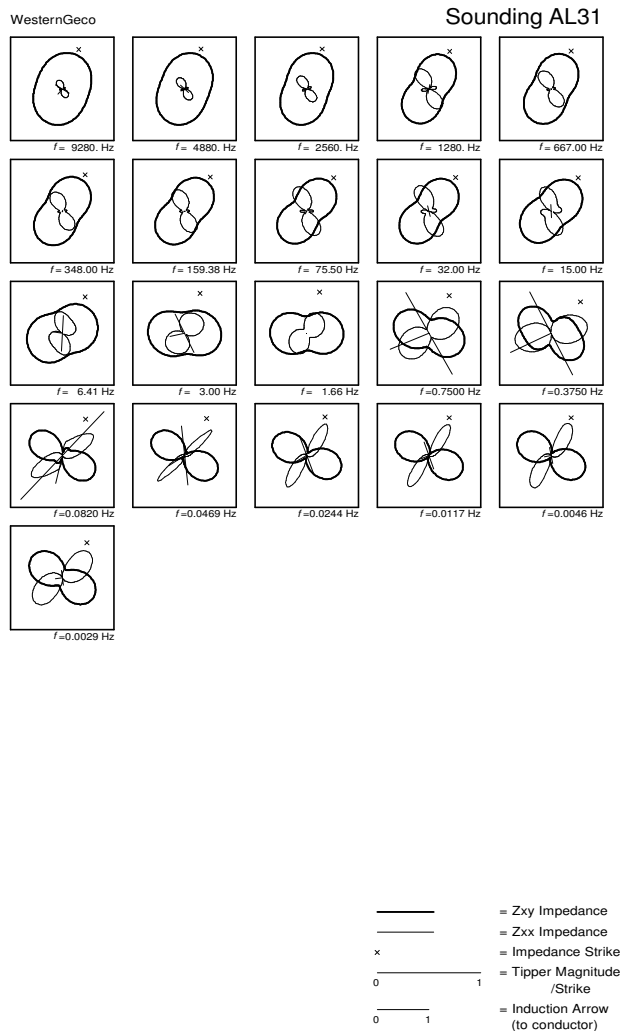 WesternGeco Sounding AL31
f = 9280. Hz f = 4880. Hz f = 2560. Hz f = 1280. Hz f = 667.00 Hz
f = 348.00 Hz f = 159.38 Hz f = 75.50 Hz f = 32.00 Hz f = 15.00 Hz
f = 6.41 Hz f = 3.00 Hz f = 1.66 Hz f =0.7500 Hz f =0.3750 Hz
f =0.0820 Hz f =0.0469 Hz f =0.0244 Hz f =0.0117 Hz f =0.0046 Hz
f =0.0029 Hz
= Zxy Impedance
= Zxx Impedance
× = Impedance Strike
= Tipper Magnitude
0 1 /Strike
= Induction Arrow
0 1 (to conductor)